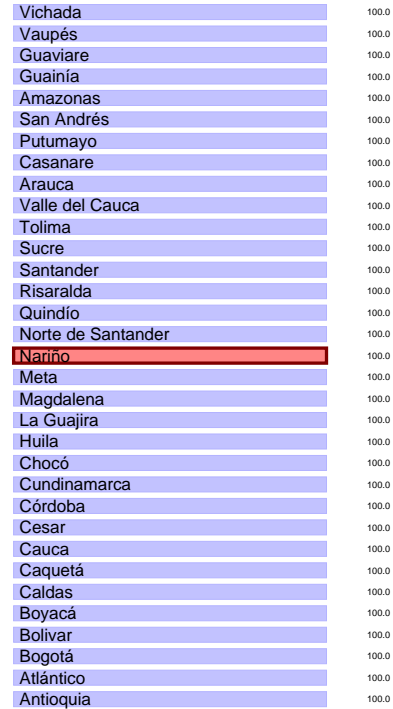 Vichada 100.0
Vaupés 100.0
Guaviare 100.0
Guainía 100.0
Amazonas 100.0
San Andrés 100.0
Putumayo 100.0
Casanare 100.0
Arauca 100.0
Valle del Cauca 100.0
Tolima 100.0
Sucre 100.0
Santander 100.0
Risaralda 100.0
Quindío 100.0
Norte de Santander 100.0
Nariño 100.0
Meta 100.0
Magdalena 100.0
La Guajira 100.0
Huila 100.0
Chocó 100.0
Cundinamarca 100.0
Córdoba 100.0
Cesar 100.0
Cauca 100.0
Caquetá 100.0
Caldas 100.0
Boyacá 100.0
Bolivar 100.0
Bogotá 100.0
Atlántico 100.0
Antioquia 100.0